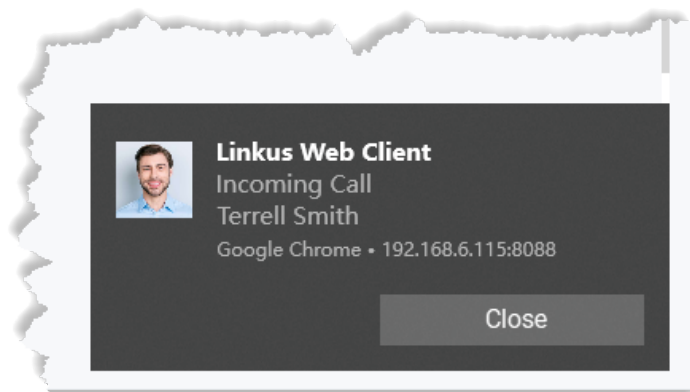 Linkus Web Client
Incoming Call
Terrell Smith
Google Chrome • 192.168.6.115:8088
Close